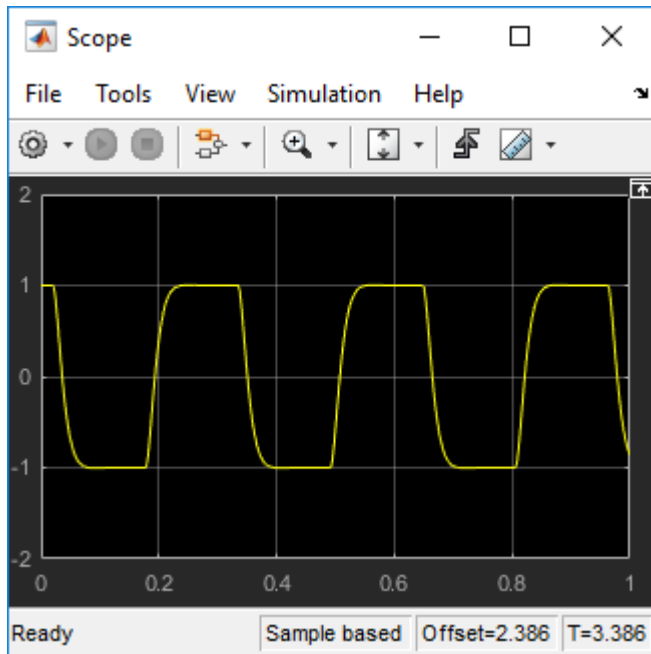 Scope
File Tools View Simulation Help
2
1
0
-1
-2
0 0.2 0.4 0.6 0.8 1
Ready Sample based Offset=2.386 T=3.386